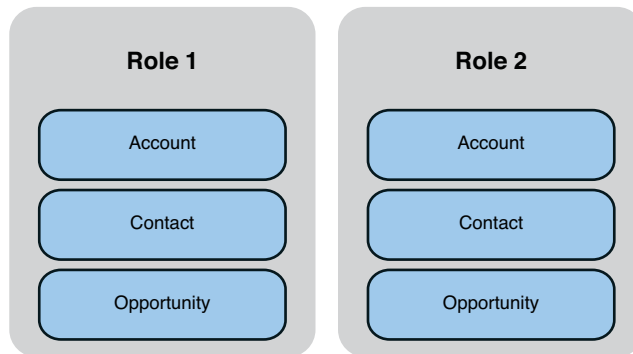 Role 1
Account
Contact
Opportunity
Role 2
Account
Contact
Opportunity